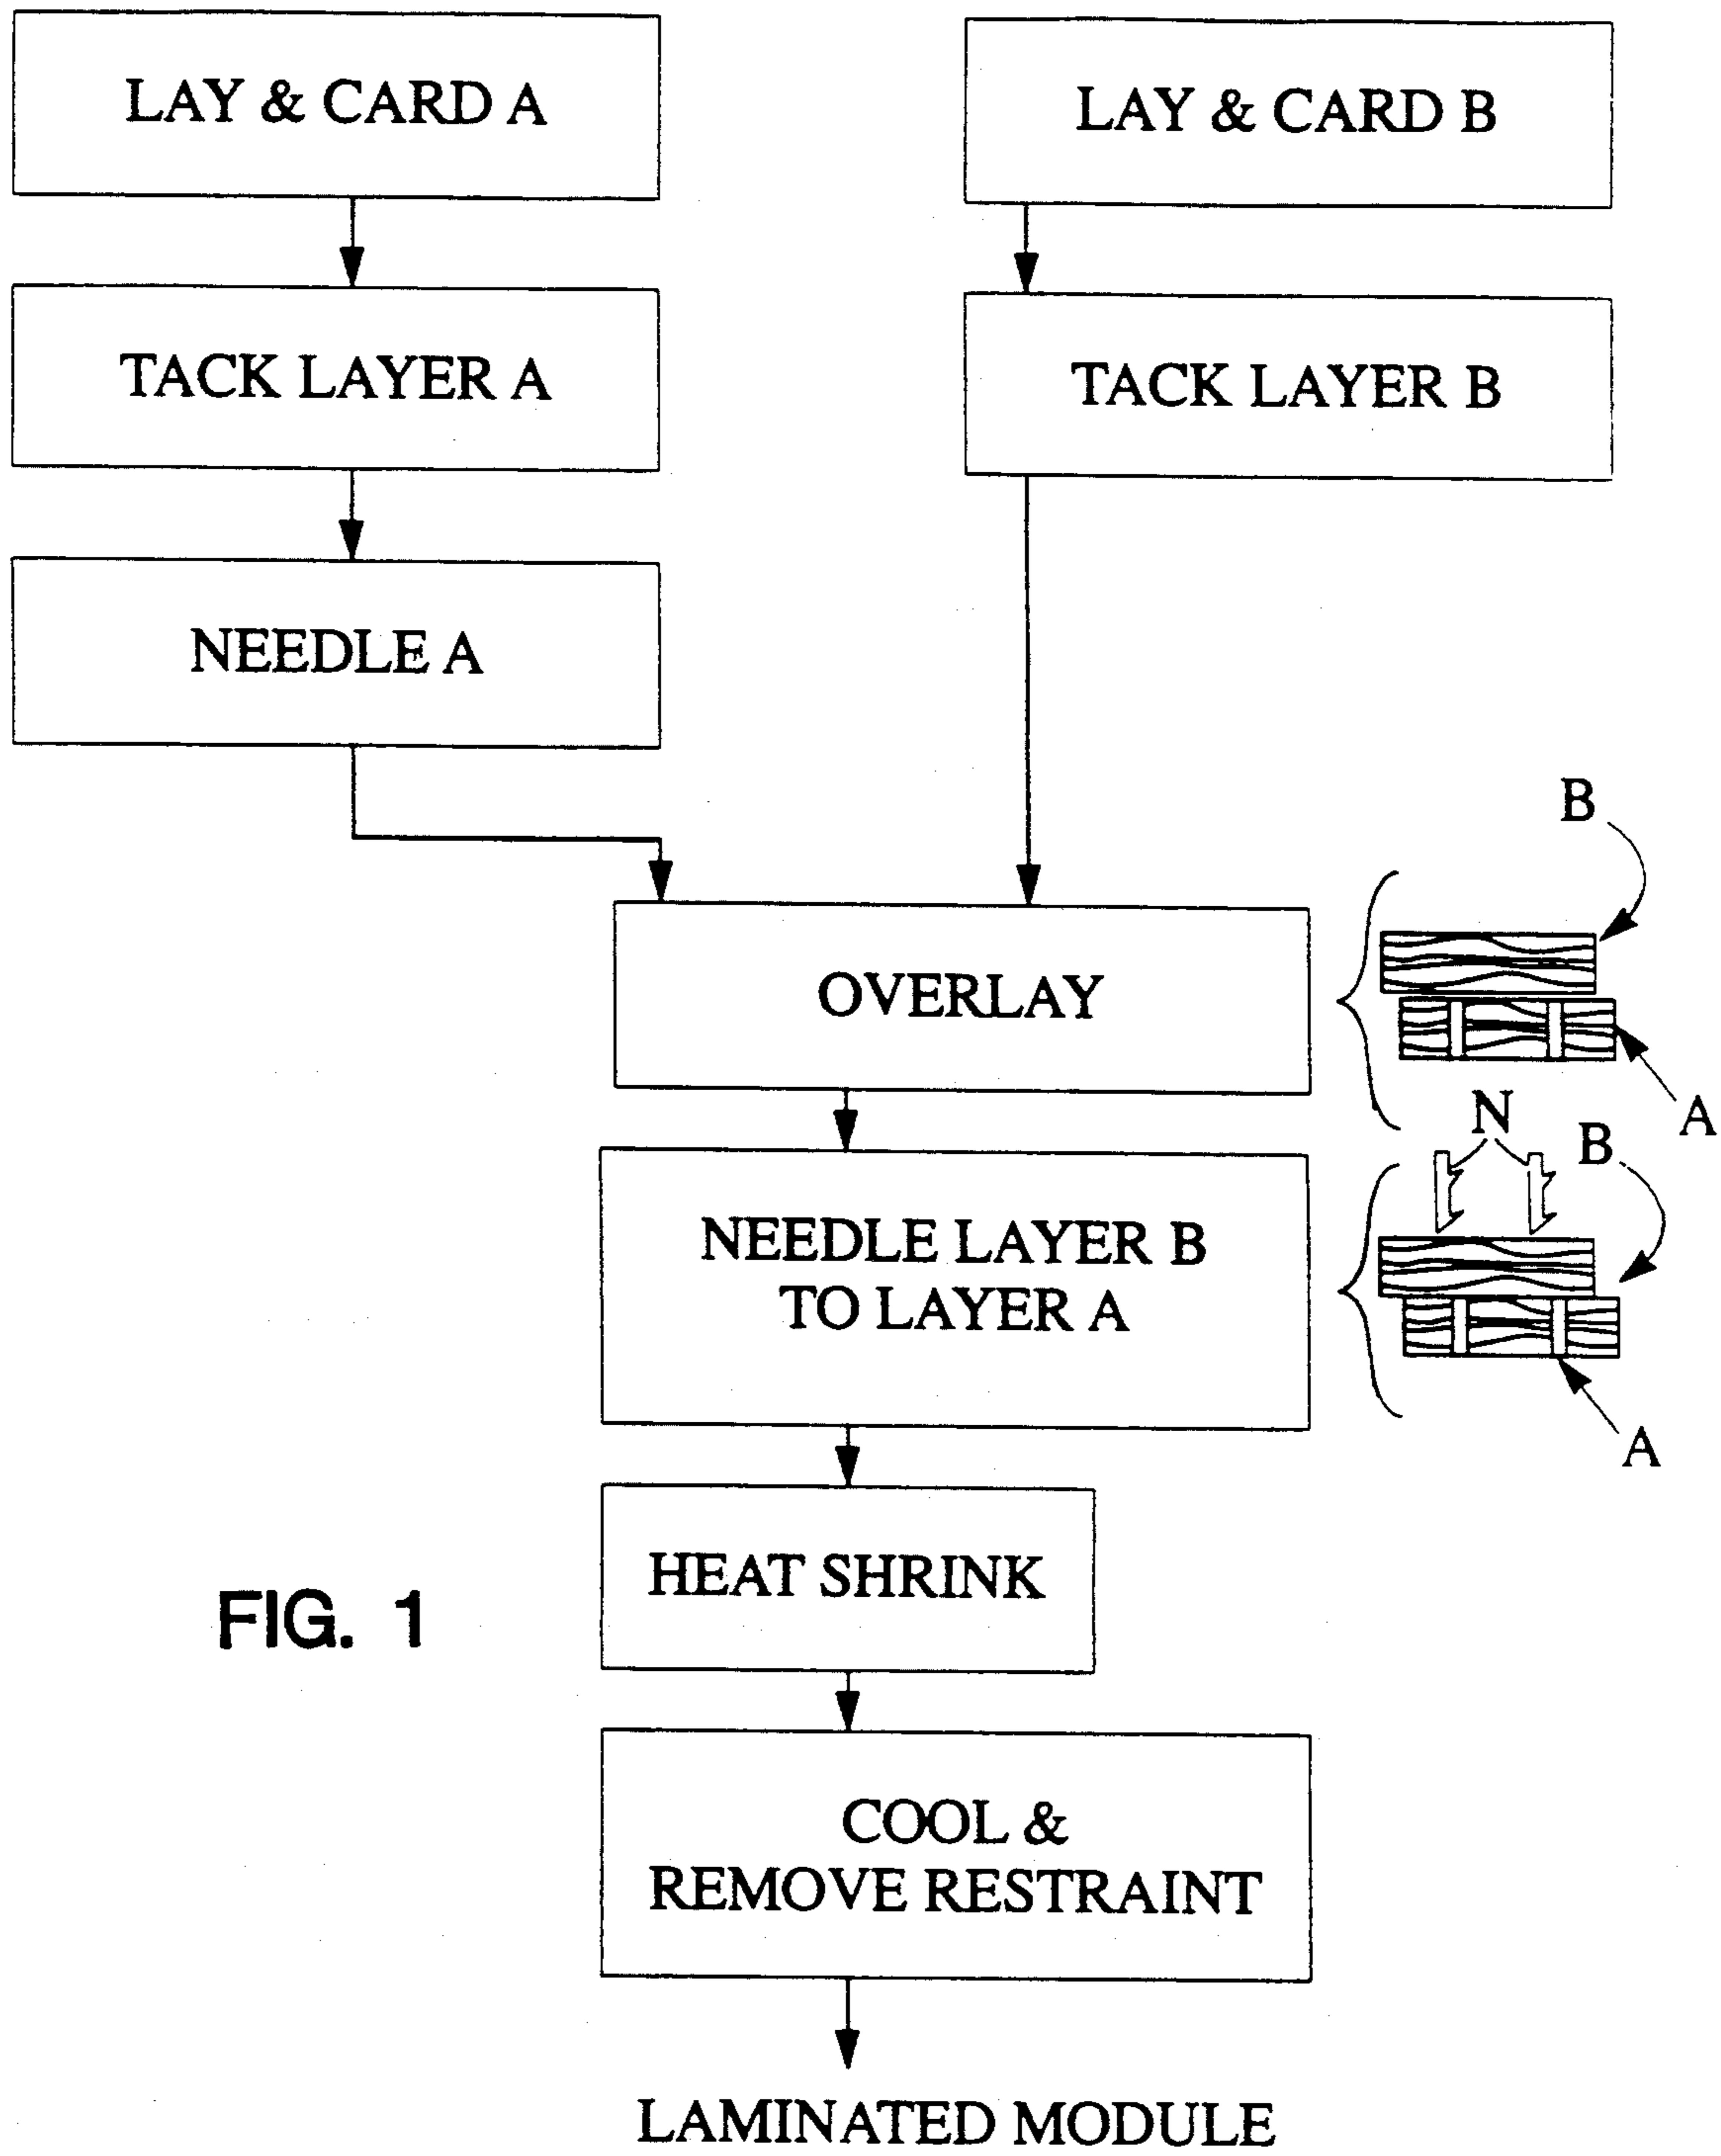 LAY & CARD A
LAY & CARD B
TACK LAYER A
TACK LAYER B
NEEDLE A
B
OVERLAY
A
N
B
NEEDLE LAYER B
TO LAYER A
A
HEAT SHRINK
FIG. 1
COOL &
REMOVE RESTRAINT
LAMINATED MODULE